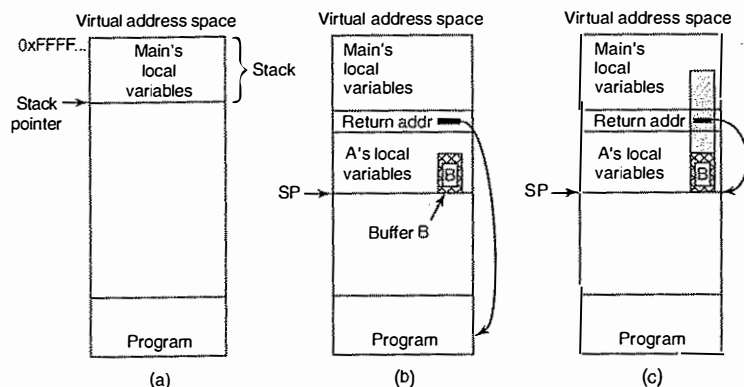 Virtual address space
0xFFFF...
Main's
local
variables
Stack
Stack
pointer
Program
(a)
Virtual address space
Main's
local
variables
Return addr
A's local
variables
B
SP
Buffer B
Program
(b)
Virtual address space
Main's
local
variables
Return addr
A's local
variables
B
SP
Program
(c)